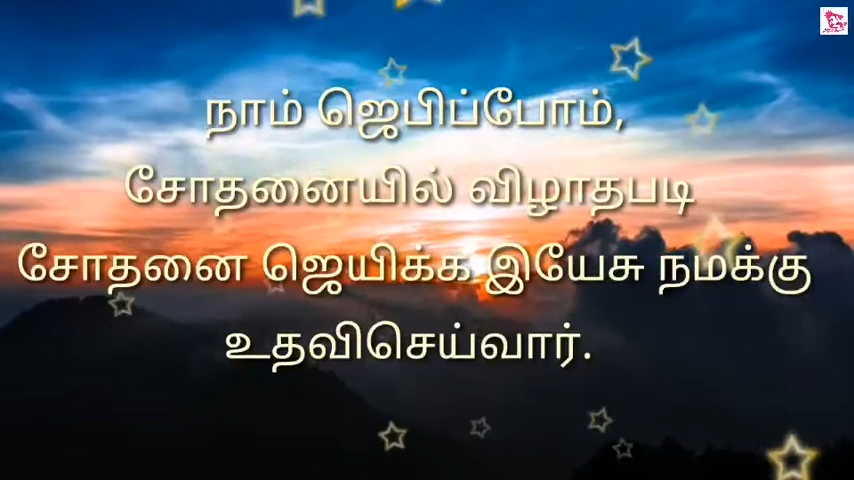 நாம் ஜெபிப்போம்,
சோதனையில் விழாதபடி
சோதனை ஜெயிக்க இயேசு நமக்கு
உதவிசெய்வார்.